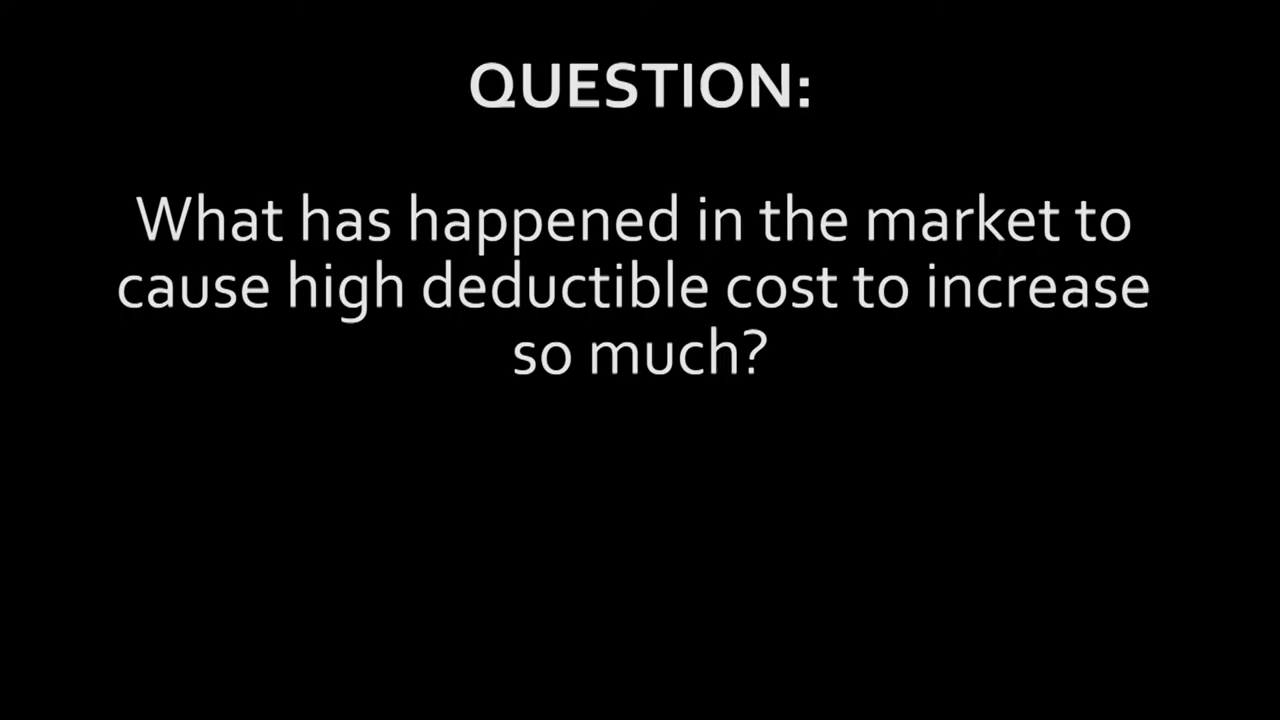 QUESTION:
What has happened in the market to
cause high deductible cost to increase
so much?